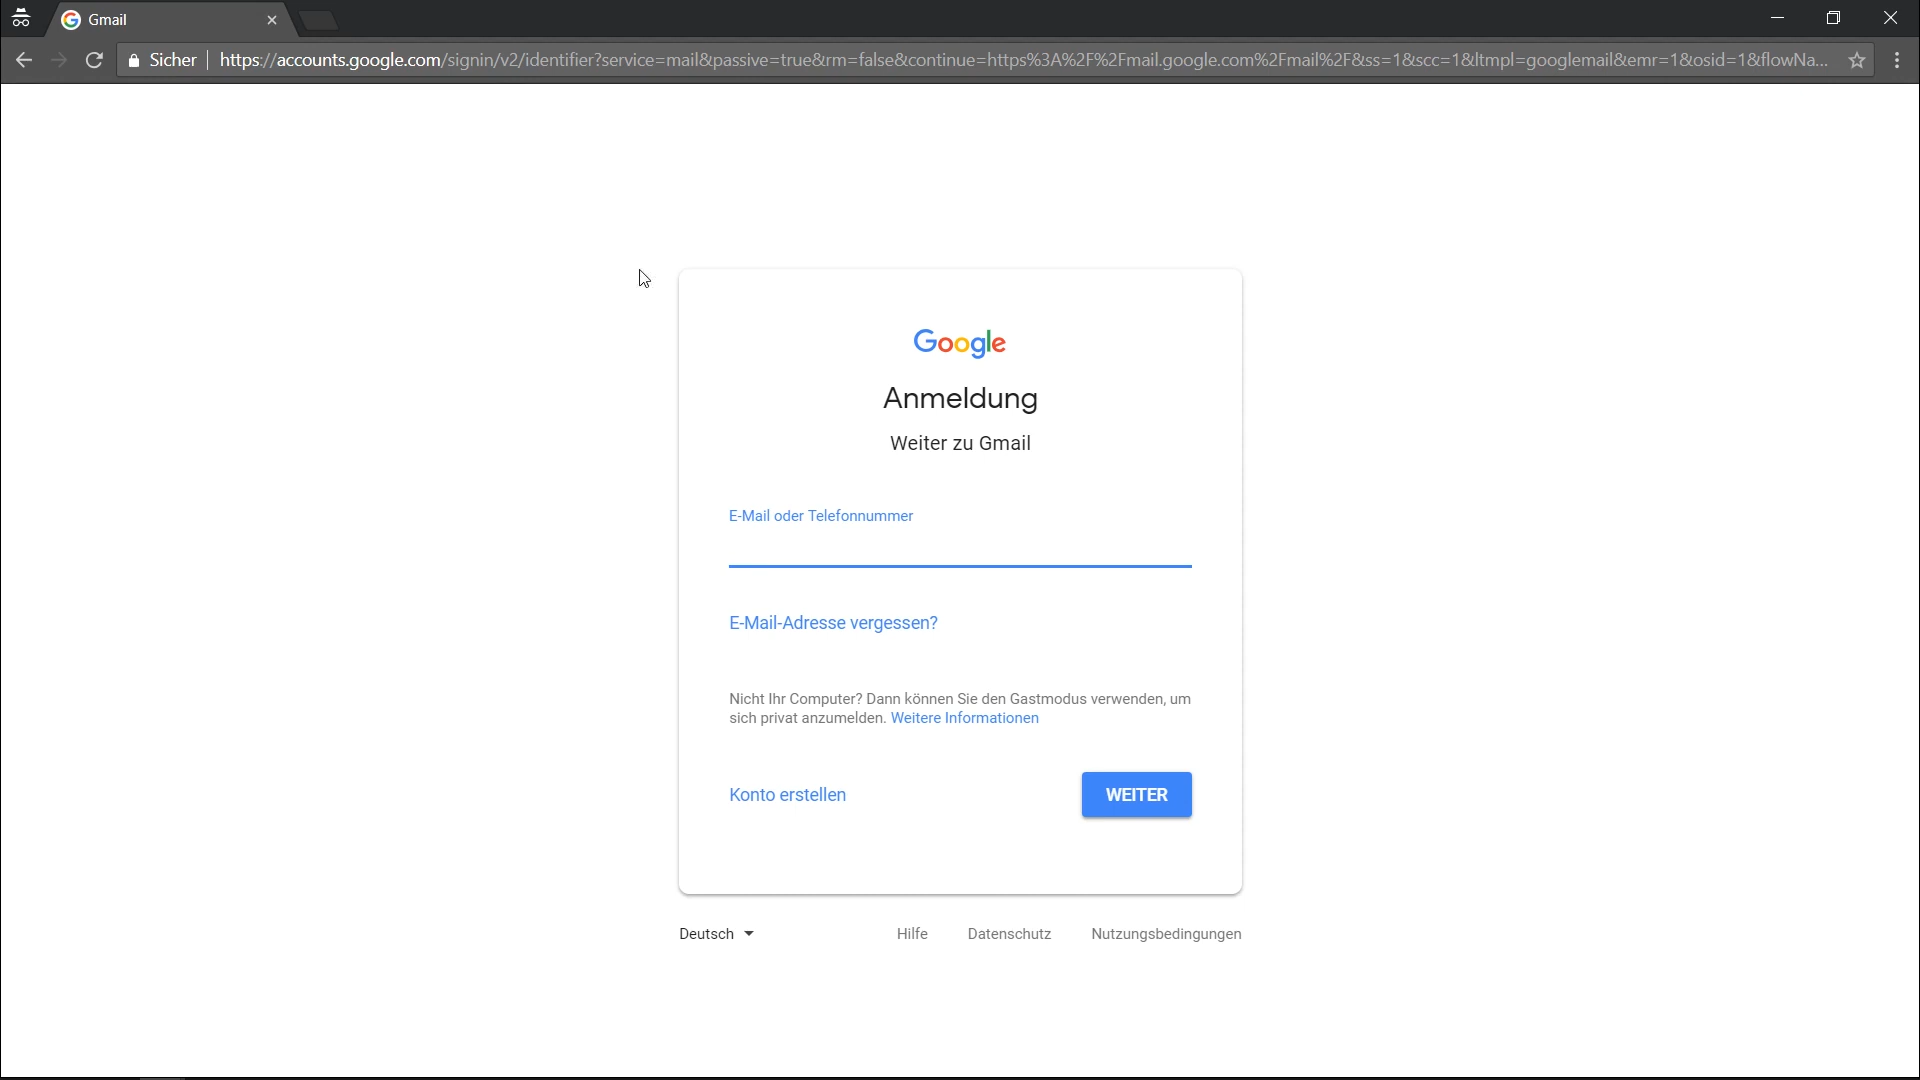 Gmail
Sicher
https://accounts.google.com/signin/v2/identifier?service=mail&passive=true&rm=false&continue=https%3A%2F%2Fmail.google.com%2Fmail%2F&ss=1&scc=1&ltmpl=googlemail&emr=1&osid=1&flowNa...
Google
Anmeldung
Weiter zu Gmail
E-Mail oder Telefonnummer
E-Mail-Adresse vergessen?
Nicht Ihr Computer? Dann können Sie den Gastmodus verwenden, um
sich privat anzumelden. Weitere Informationen
Konto erstellen
WEITER
Deutsch
Hilfe
Datenschutz
Nutzungsbedingungen